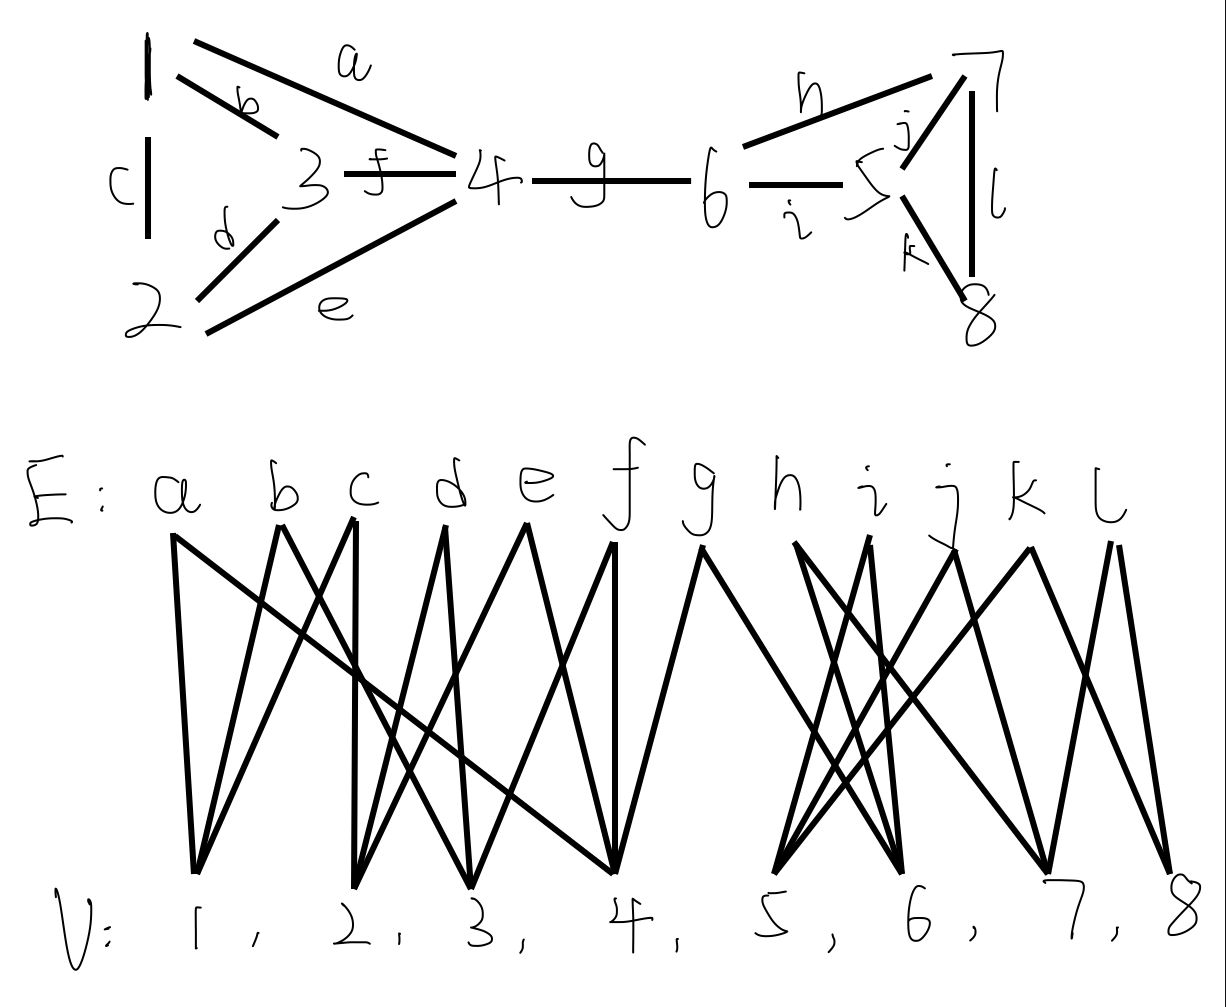 1 a 7
b h
j
c 3 f 4 g 6 i 5 l
d k
2 e 8
E: a b c d e f g h i j k l
V: 1, 2, 3, 4, 5, 6, 7, 8